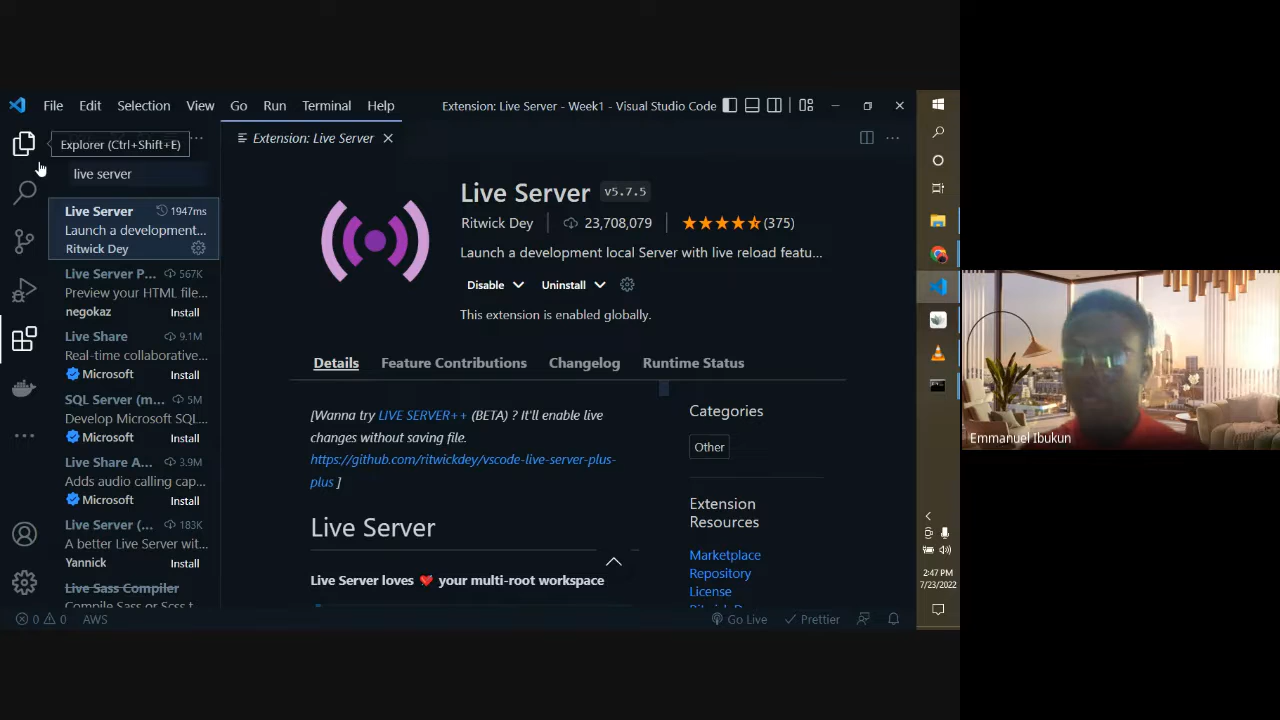 File Edit Selection View Go Run Terminal Help
Extension: Live Server - Week1 - Visual Studio Code
Explorer (Ctrl+Shift+E)
live server
Live Server 1947ms
Launch a development...
Ritwick Dey
Live Server P... 567K
Preview your HTML file...
negokaz Install
Live Share 9.1M
Real-time collaborative...
Microsoft Install
SQL Server (m... 5M
Develop Microsoft SQL...
Microsoft Install
Live Share A... 3.9M
Adds audio calling cap...
Microsoft Install
Live Server (... 183K
A better Live Server wit...
Yannick Install
Live Sass Compiler
Extension: Live Server
Live Server v5.7.5
Ritwick Dey 23,708,079 (375)
Launch a development local Server with live reload featu...
Disable Uninstall
This extension is enabled globally.
Details Feature Contributions Changelog Runtime Status
[Wanna try LIVE SERVER++ (BETA) ? It'll enable live
changes without saving file.
https://github.com/ritwickdey/vscode-live-server-plus-
plus ]
Live Server
Live Server loves ❤ your multi-root workspace
Categories
Other
Extension
Resources
Marketplace
Repository
License
0 0 AWS
Go Live Prettier
2:47 PM
7/23/2022
Emmanuel Ibukun